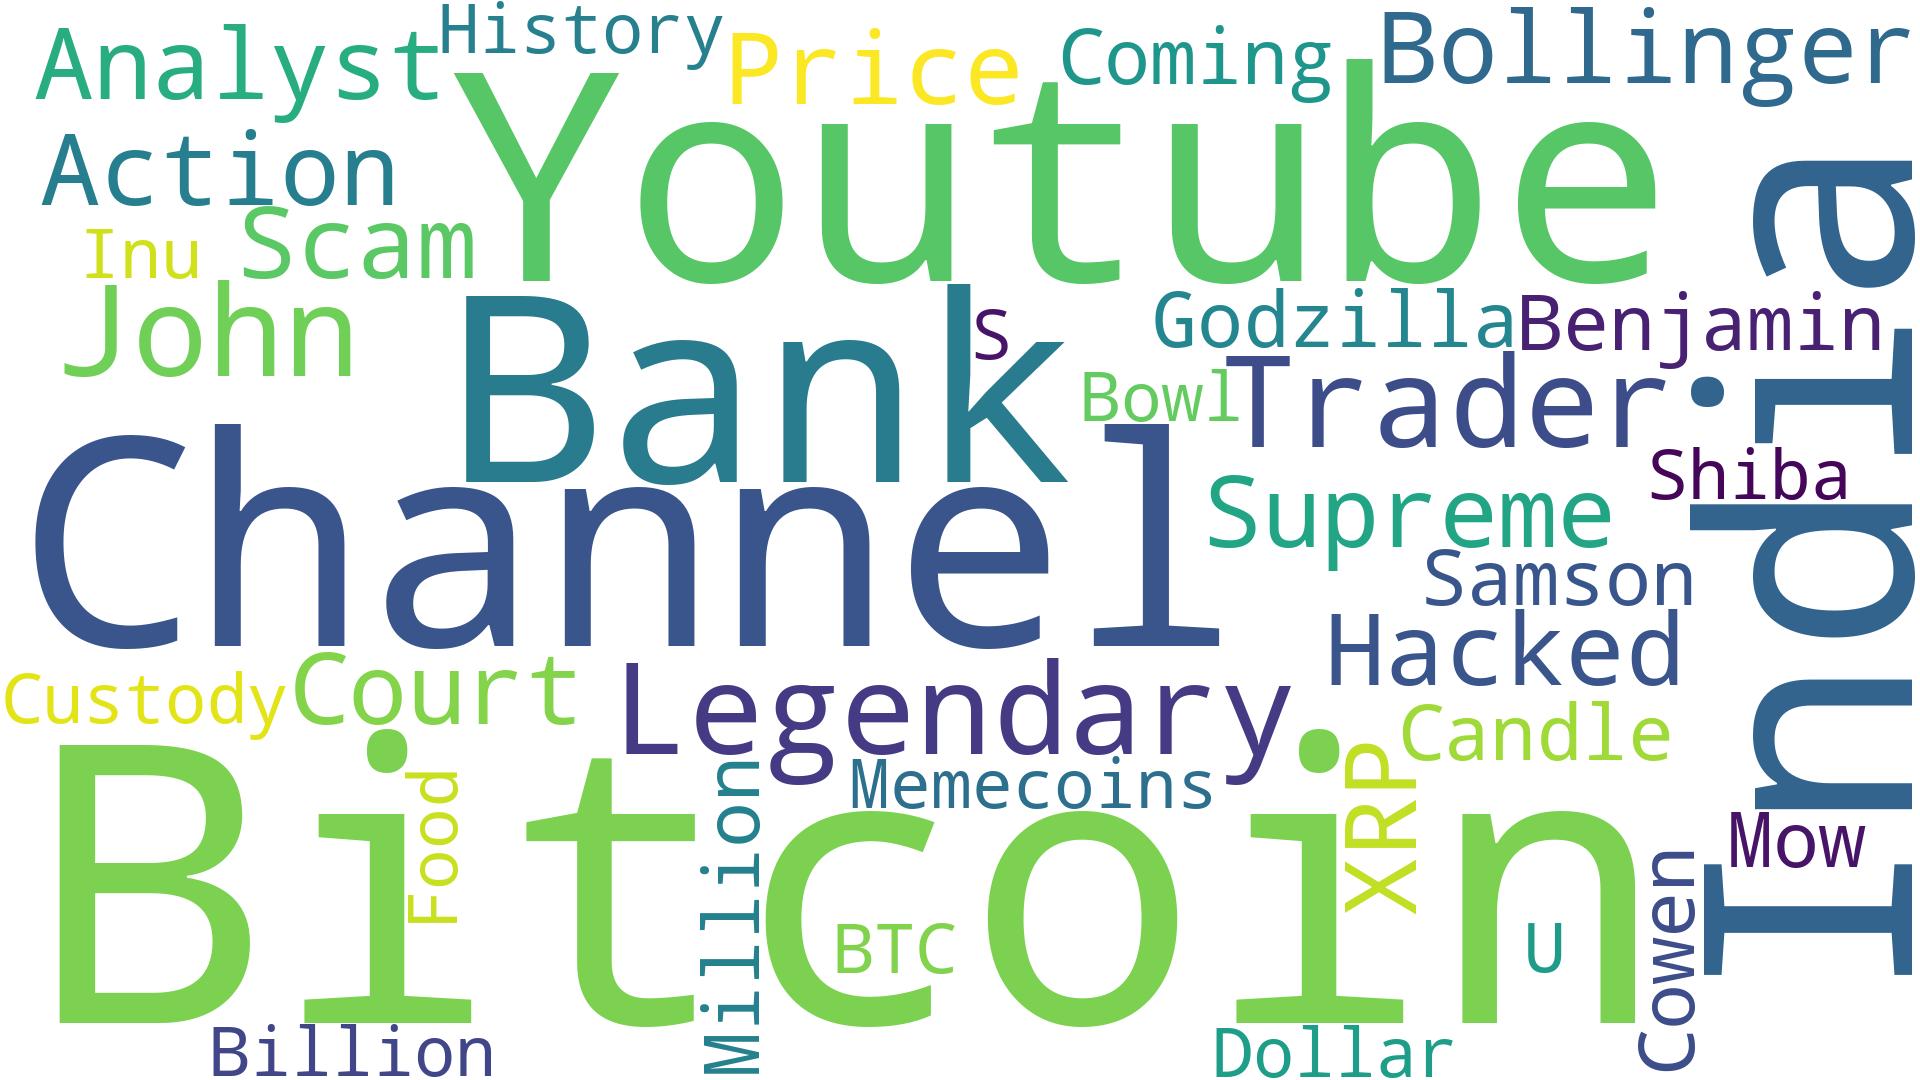 History
Analyst
Price
Coming
Bollinger
Youtube
Action
Scam
Inu
John
Bank
S
Godzilla
Benjamin
Bowl
Trader
India
Channel
Supreme
Shiba
Samson
Hacked
Custody
Court
Legendary
Candle
Memecoins
XRP
Mow
Food
Million
Bitcoin
BTC
U
Cowen
Billion
Dollar